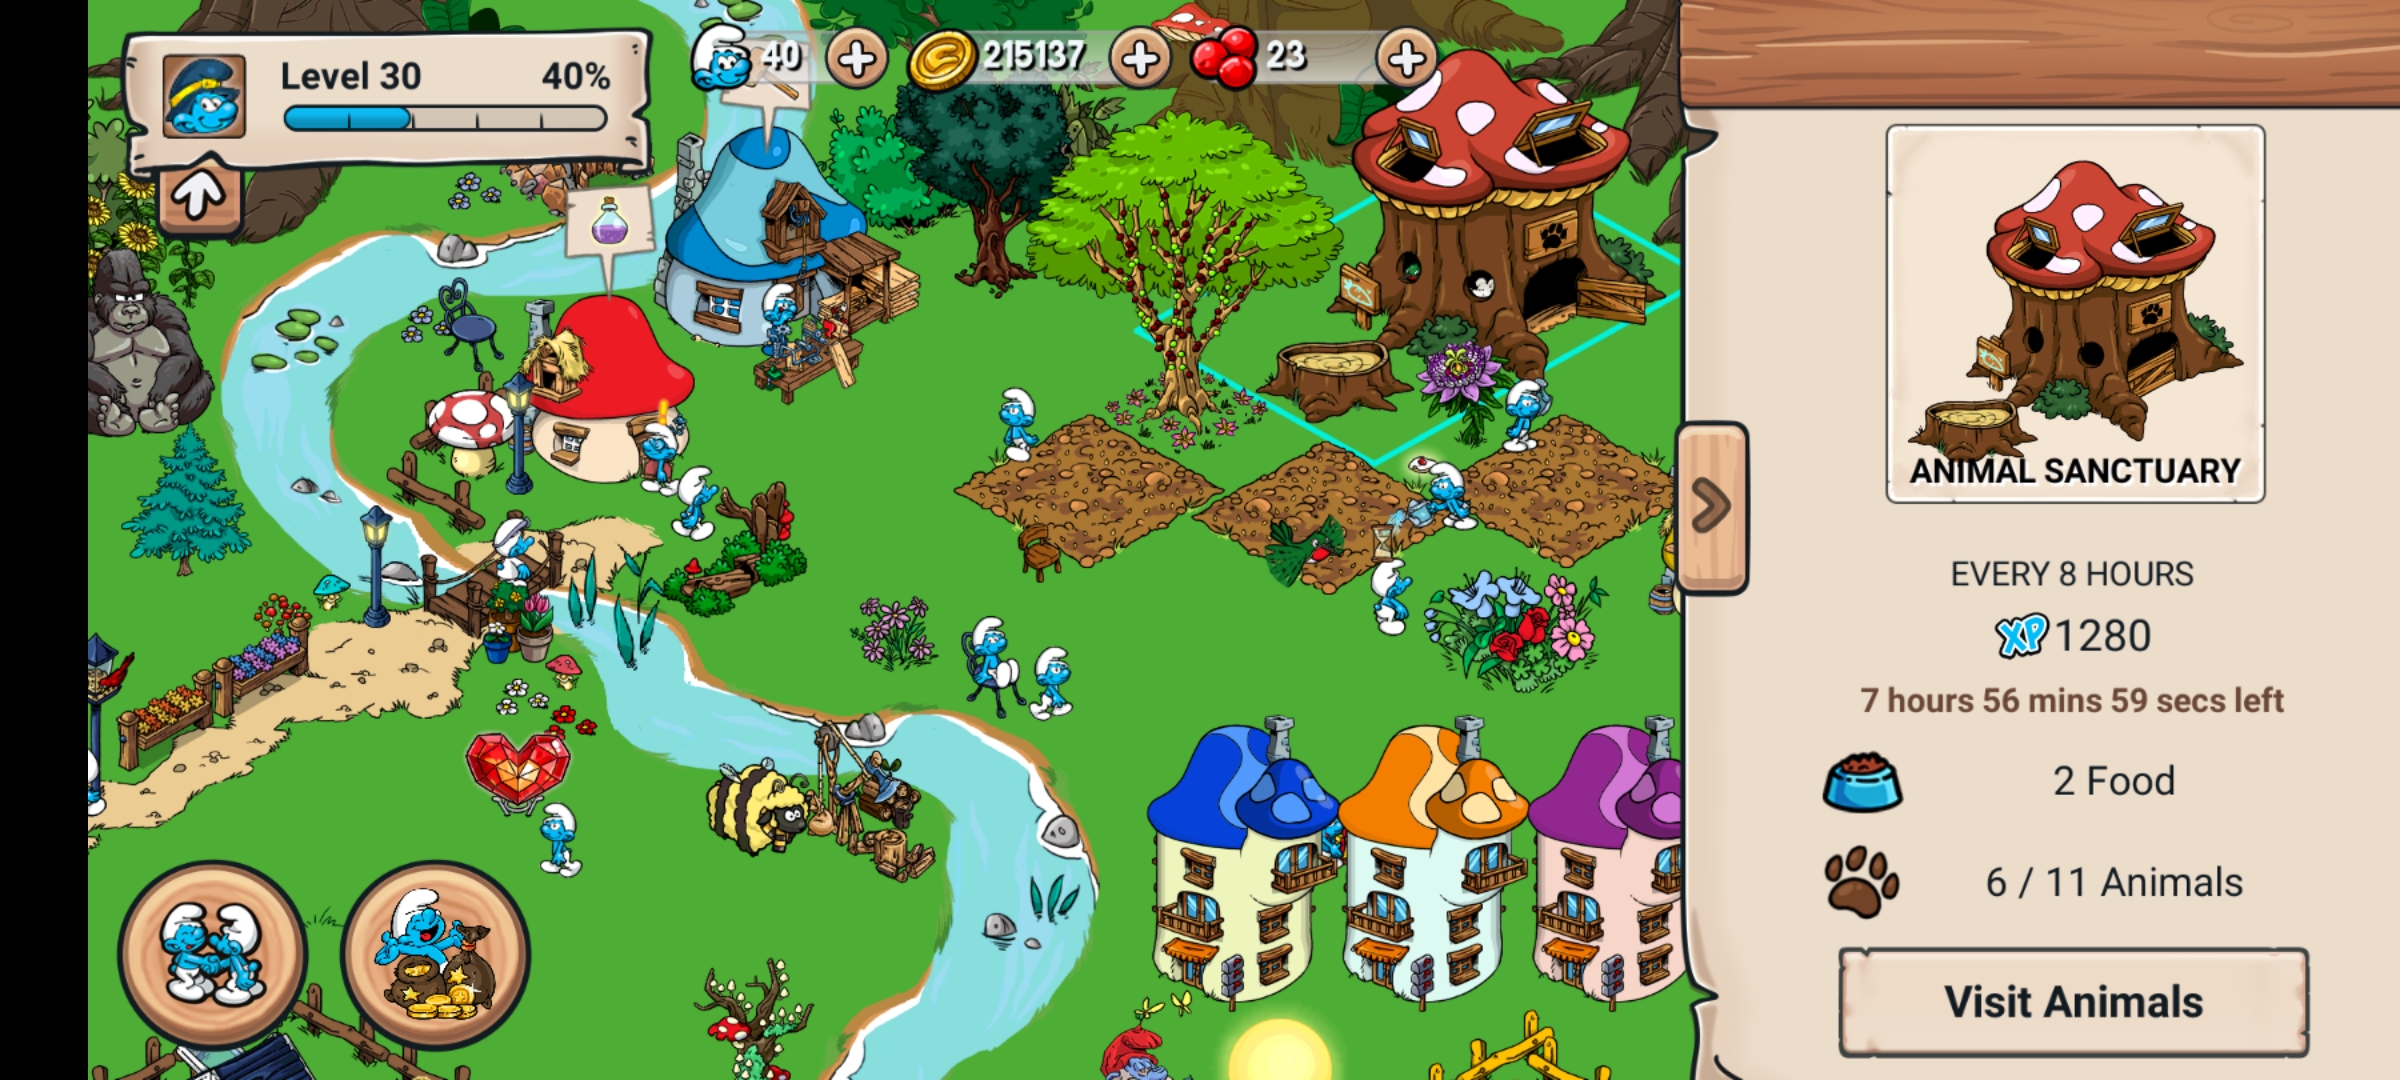 Level 30 40%
40
215137
23
ANIMAL SANCTUARY
EVERY 8 HOURS
XP 1280
7 hours 56 mins 59 secs left
2 Food
6 / 11 Animals
Visit Animals